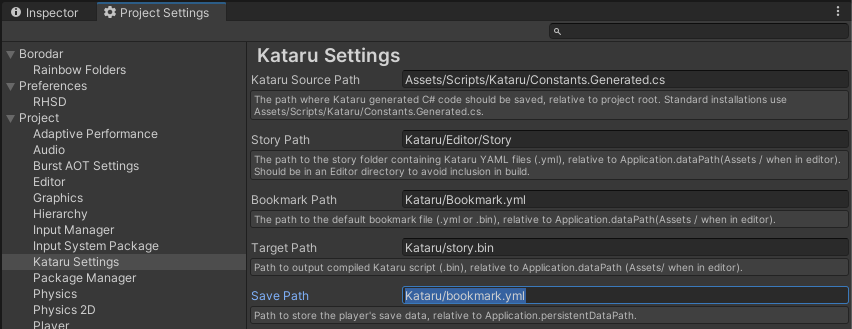 Inspector
Project Settings
Kataru Settings
Borodar
Rainbow Folders
Preferences
RHSD
Project
Adaptive Performance
Audio
Burst AOT Settings
Editor
Graphics
Hierarchy
Input Manager
Input System Package
Kataru Settings
Package Manager
Physics
Physics 2D
Player
Kataru Source Path
Assets/Scripts/Kataru/Constants.Generated.cs
The path where Kataru generated C# code should be saved, relative to project root. Standard installations use
Assets/Scripts/Kataru/Constants.Generated.cs.
Story Path
Kataru/Editor/Story
The path to the story folder containing Kataru YAML files (.yml), relative to Application.dataPath(Assets / when in editor).
Should be in an Editor directory to avoid inclusion in build.
Bookmark Path
Kataru/Bookmark.yml
The path to the default bookmark file (.yml or .bin), relative to Application.dataPath(Assets / when in editor).
Target Path
Kataru/story.bin
Path to output compiled Kataru script (.bin), relative to Application.dataPath (Assets/ when in editor).
Save Path
Kataru/bookmark.yml
Path to store the player's save data, relative to Application.persistentDataPath.